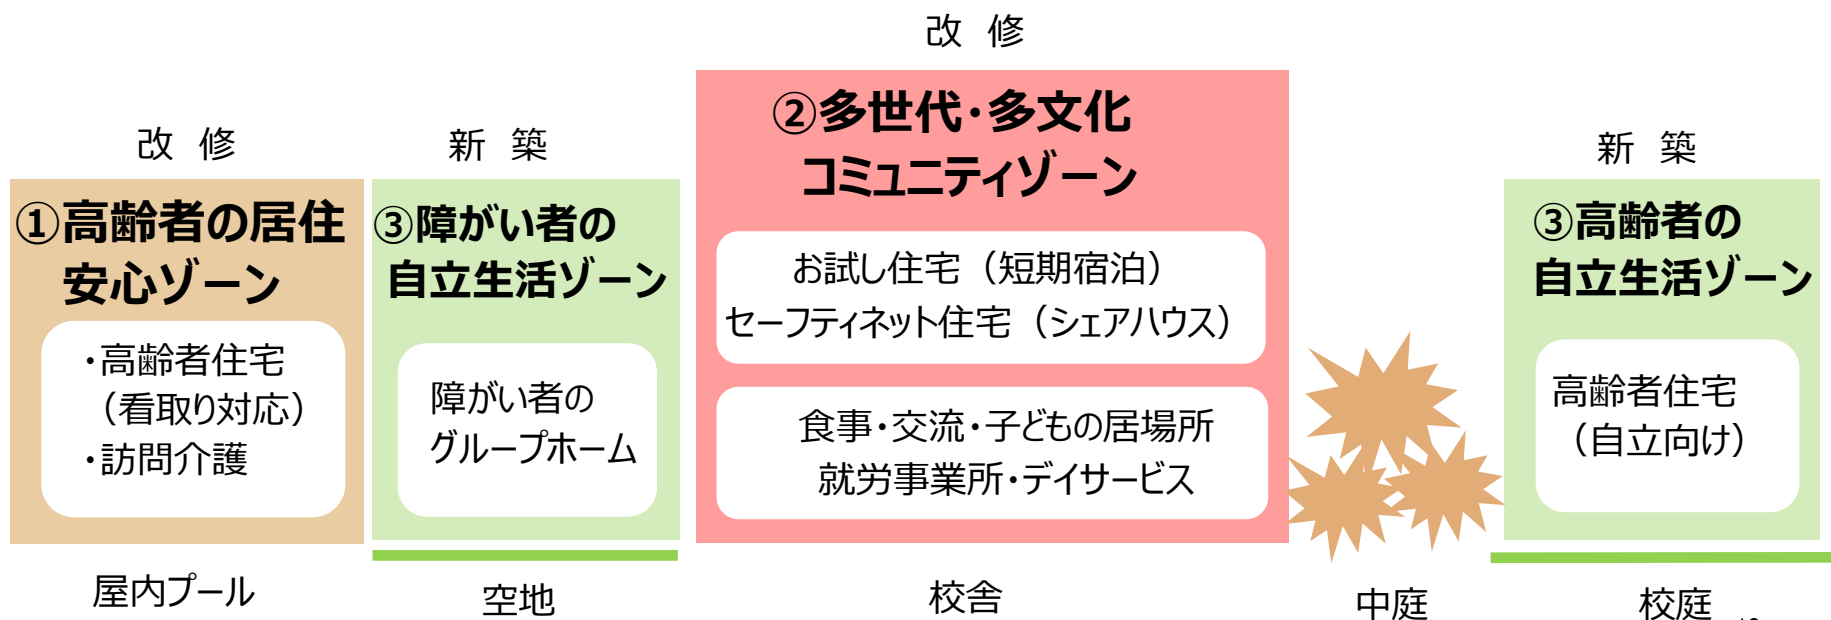 改 修
②多世代・多文化
コミュニティゾーン
お試し住宅（短期宿泊）
セーフティネット住宅（シェアハウス）
食事・交流・子どもの居場所
就労事業所・デイサービス
校舎
改 修
①高齢者の居住
安心ゾーン
・高齢者住宅
（看取り対応）
・訪問介護
屋内プール
新 築
③障がい者の
自立生活ゾーン
障がい者の
グループホーム
空地
中庭
新 築
③高齢者の
自立生活ゾーン
高齢者住宅
（自立向け）
校庭